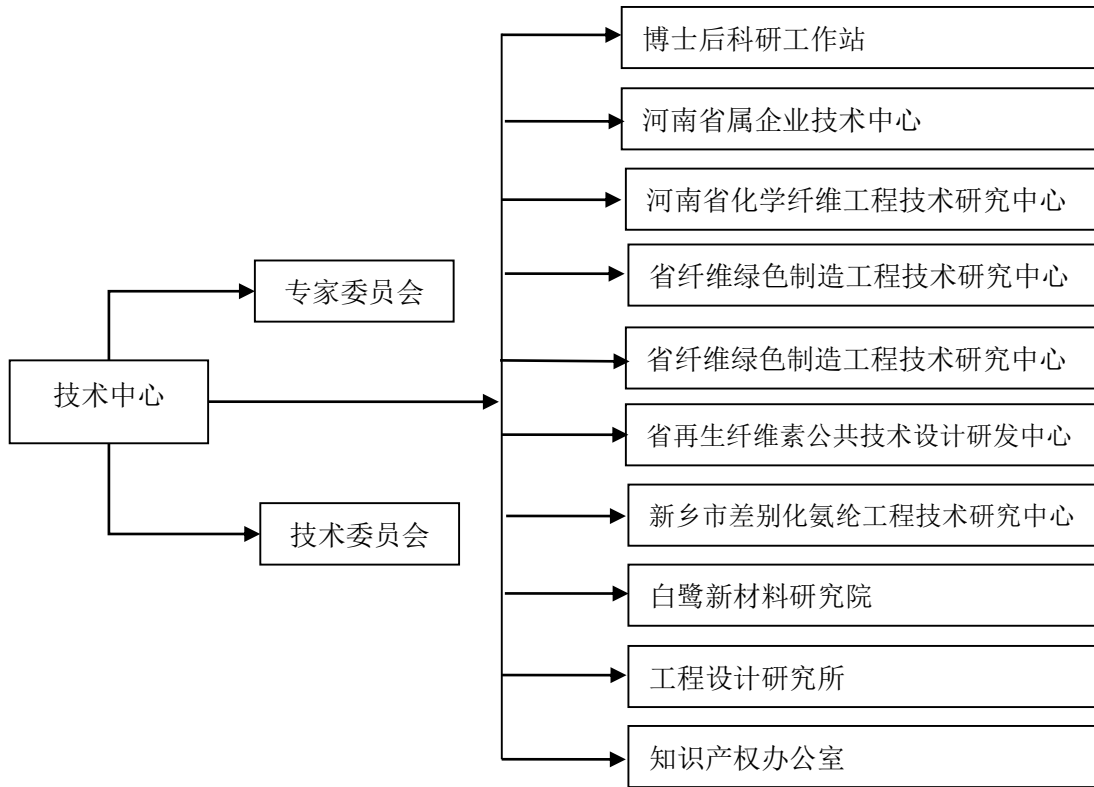 博士后科研工作站
河南省属企业技术中心
河南省化学纤维工程技术研究中心
省纤维绿色制造工程技术研究中心
专家委员会
省纤维绿色制造工程技术研究中心
技术中心
省再生纤维素公共技术设计研发中心
新乡市差别化氨纶工程技术研究中心
技术委员会
白鹭新材料研究院
工程设计研究所
知识产权办公室